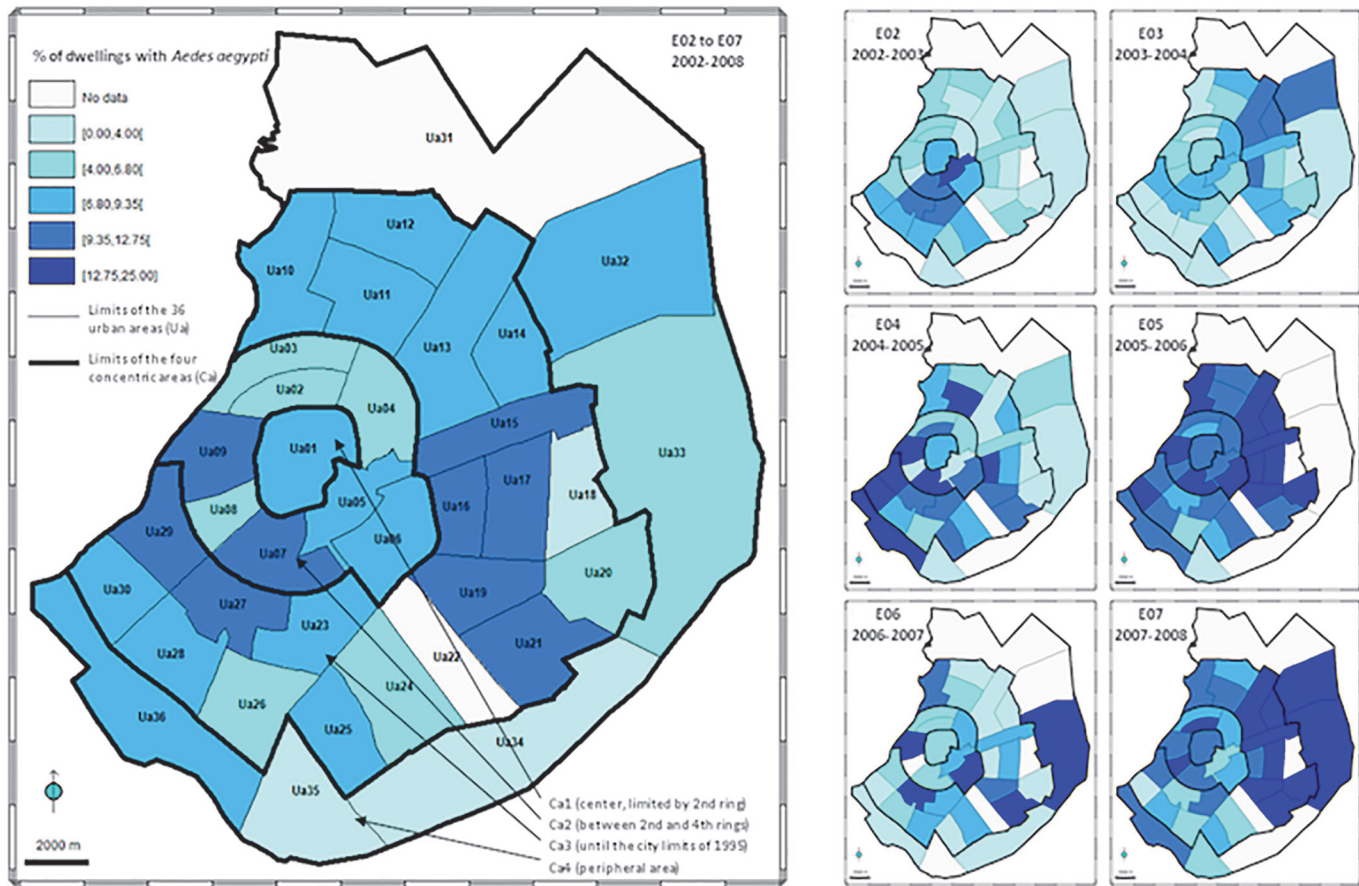 % of dwellings with Aedes aegypti
E02 to E07
2002-2008
No data
[0.00,4.00[
[4.00,6.80[
[6.80,9.35[
[9.35,12.75[
[12.75,25.00]
Limits of the 36
urban areas (Ua)
Limits of the four
concentric areas (Ca)
Ua31
Ua12
Ua10
Ua32
Ua11
Ua14
Ua13
Ua03
Ua02
Ua04
Ua15
Ua01
Ua09
Ua33
Ua17
Ua18
Ua05
Ua16
Ua08
Ua29
Ua06
Ua07
Ua20
Ua30
Ua19
Ua27
Ua23
Ua21
Ua28
Ua22
Ua24
Ua26
Ua36
Ua25
Ua34
Ua35
2000 m
Ca1 (center, limited by 2nd ring)
Ca2 (between 2nd and 4th rings)
Ca3 (until the city limits of 1995)
Ca4 (peripheral area)
E02
2002-2003
E03
2003-2004
E04
2004-2005
E05
2005-2006
E06
2006-2007
E07
2007-2008